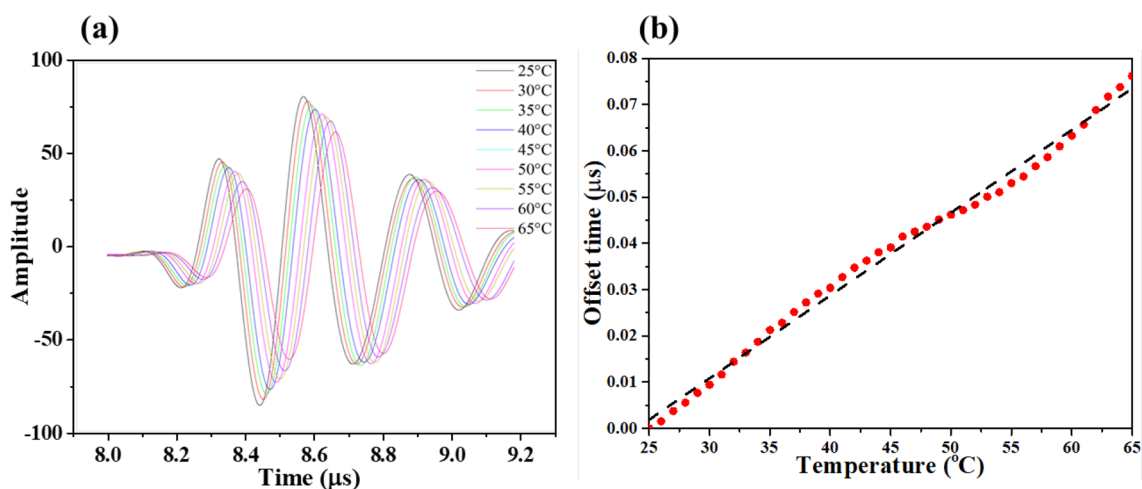 (a)
100
50
0
-50
-100
Amplitude
8.0 8.2 8.4 8.6 8.8 9.0 9.2
Time (μs)
25°C
30°C
35°C
40°C
45°C
50°C
55°C
60°C
65°C
(b)
0.08
0.07
0.06
0.05
0.04
0.03
0.02
0.01
0.00
Offset time (μs)
25 30 35 40 45 50 55 60 65
Temperature (°C)